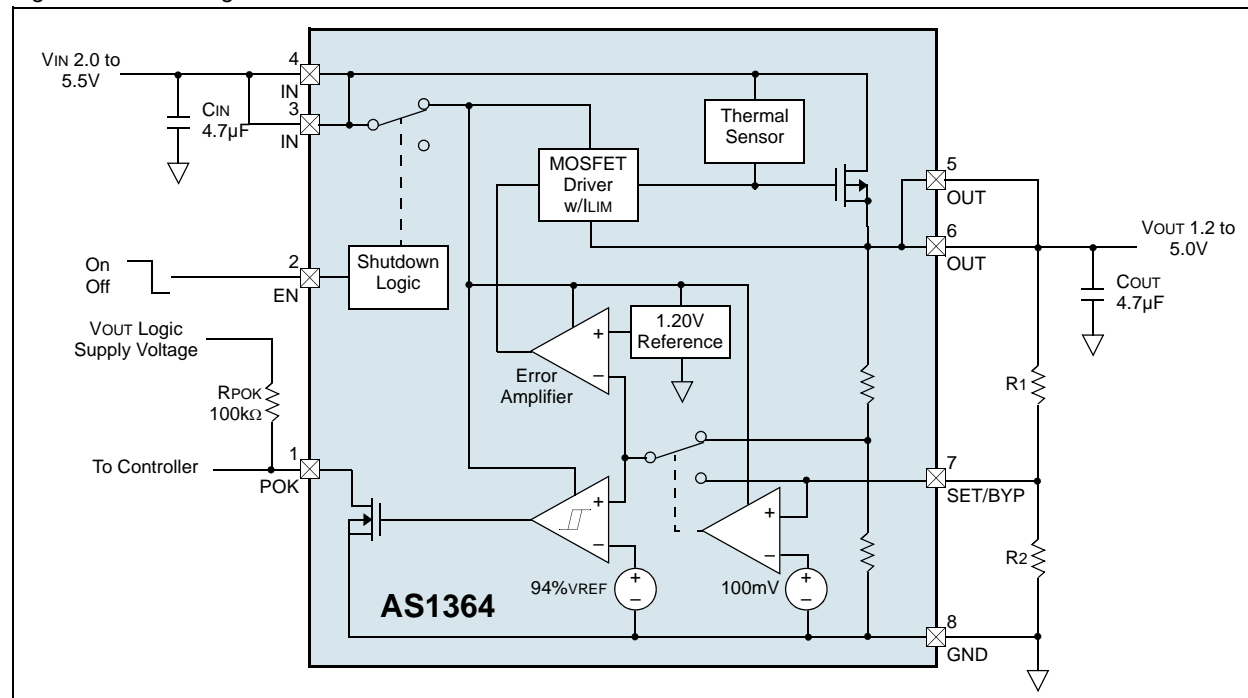 VIN 2.0 to
5.5V
CIN
4.7µF
4
IN
3
IN
Thermal
Sensor
MOSFET
Driver
w/ILIM
5
OUT
6
OUT
VOUT 1.2 to
5.0V
COUT
4.7µF
On
Off
2
EN
Shutdown
Logic
VOUT Logic
Supply Voltage
RPOK
100kΩ
+
−
Error
Amplifier
1.20V
Reference
R1
To Controller
1
POK
7
SET/BYP
+
−
+
−
R2
94%VREF
+
−
100mV
+
−
AS1364
8
GND